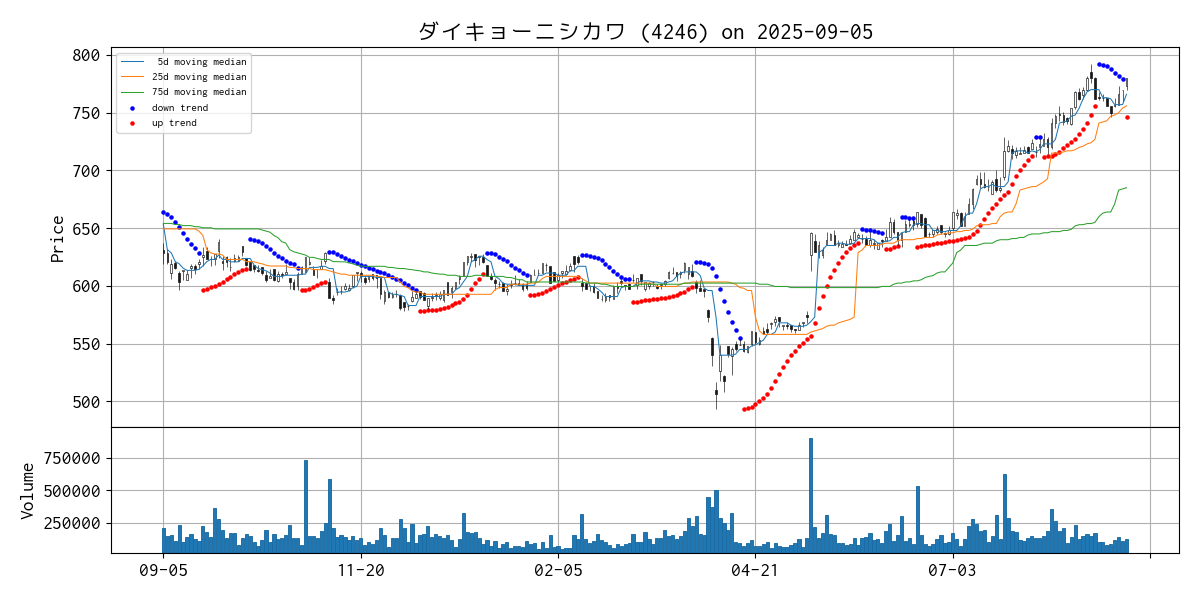 ダイキョーニシカワ (4246) on 2025-09-05
5d moving median
25d moving median
75d moving median
down trend
up trend
Price
800
750
700
650
600
550
500
Volume
750000
500000
250000
09-05
11-20
02-05
04-21
07-03